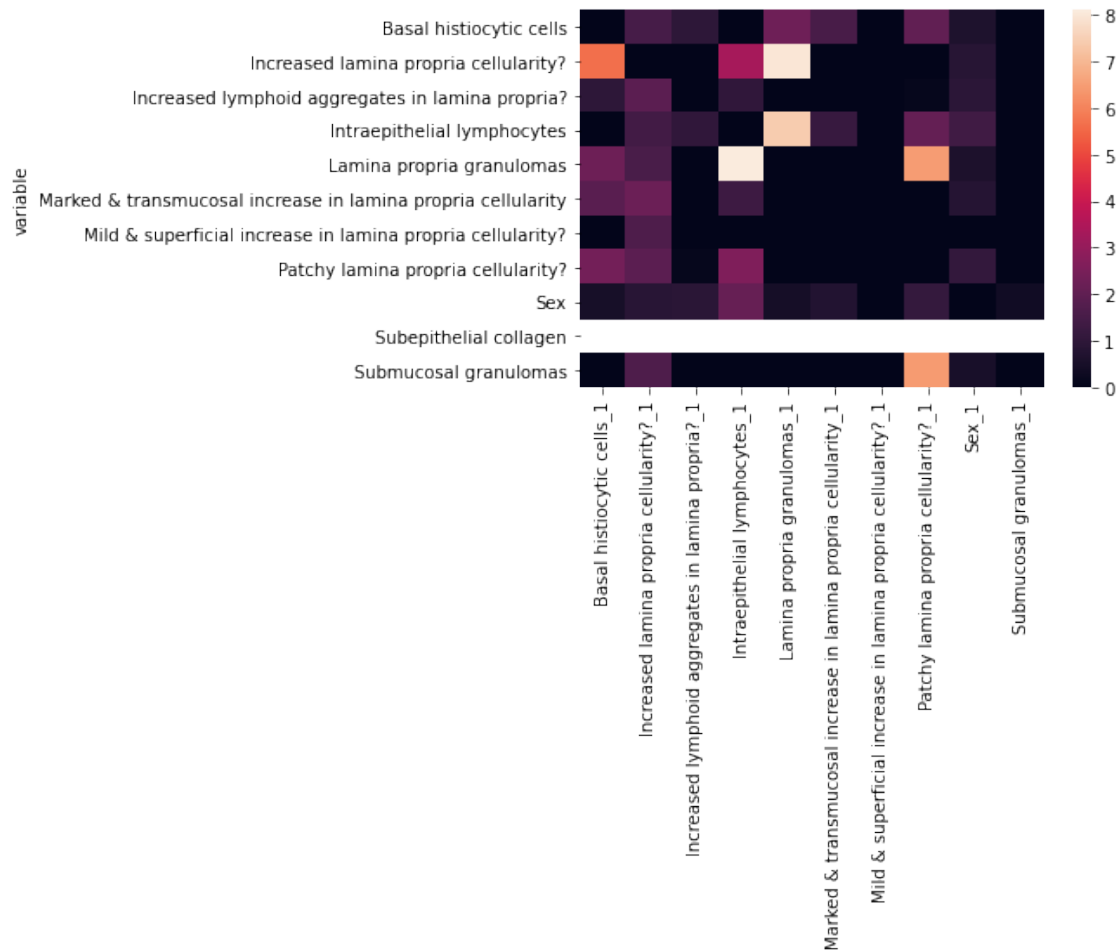 variable
Basal histiocytic cells
Increased lamina propria cellularity?
Increased lymphoid aggregates in lamina propria?
Intraepithelial lymphocytes
Lamina propria granulomas
Marked & transmucosal increase in lamina propria cellularity
Mild & superficial increase in lamina propria cellularity?
Patchy lamina propria cellularity?
Sex
Subepithelial collagen
Submucosal granulomas
Basal histiocytic cells_1
Increased lamina propria cellularity?_1
Increased lymphoid aggregates in lamina propria?_1
Intraepithelial lymphocytes_1
Lamina propria granulomas_1
Marked & transmucosal increase in lamina propria cellularity_1
Mild & superficial increase in lamina propria cellularity?_1
Patchy lamina propria cellularity?_1
Sex_1
Submucosal granulomas_1
8
7
6
5
4
3
2
1
0